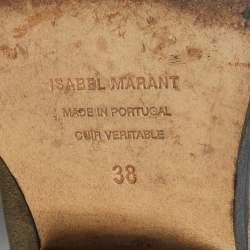 ISABEL MARANT
MADE IN PORTUGAL
CUIR VERITABLE
38